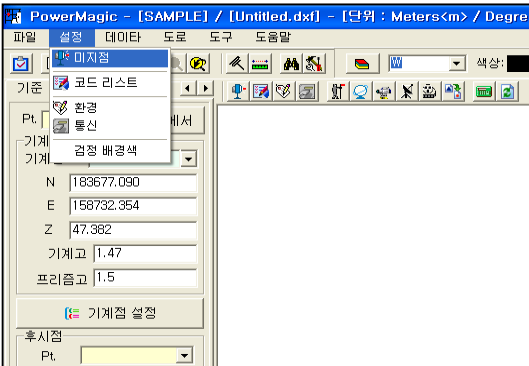 PowerMagic - [SAMPLE] / [Untitled.dxf] - [단위 : Meters<m> / Degre
파일 설정 데이타 도로 도구 도움말
미지점
코드 리스트
환경
통신
검정 배경색
색상:
기준
Pt. 에서
기계
기계
N 183677.090
E 158732.354
Z 47.382
기계고 1.47
프리즘고 1.5
기계점 설정
후시점
Pt.